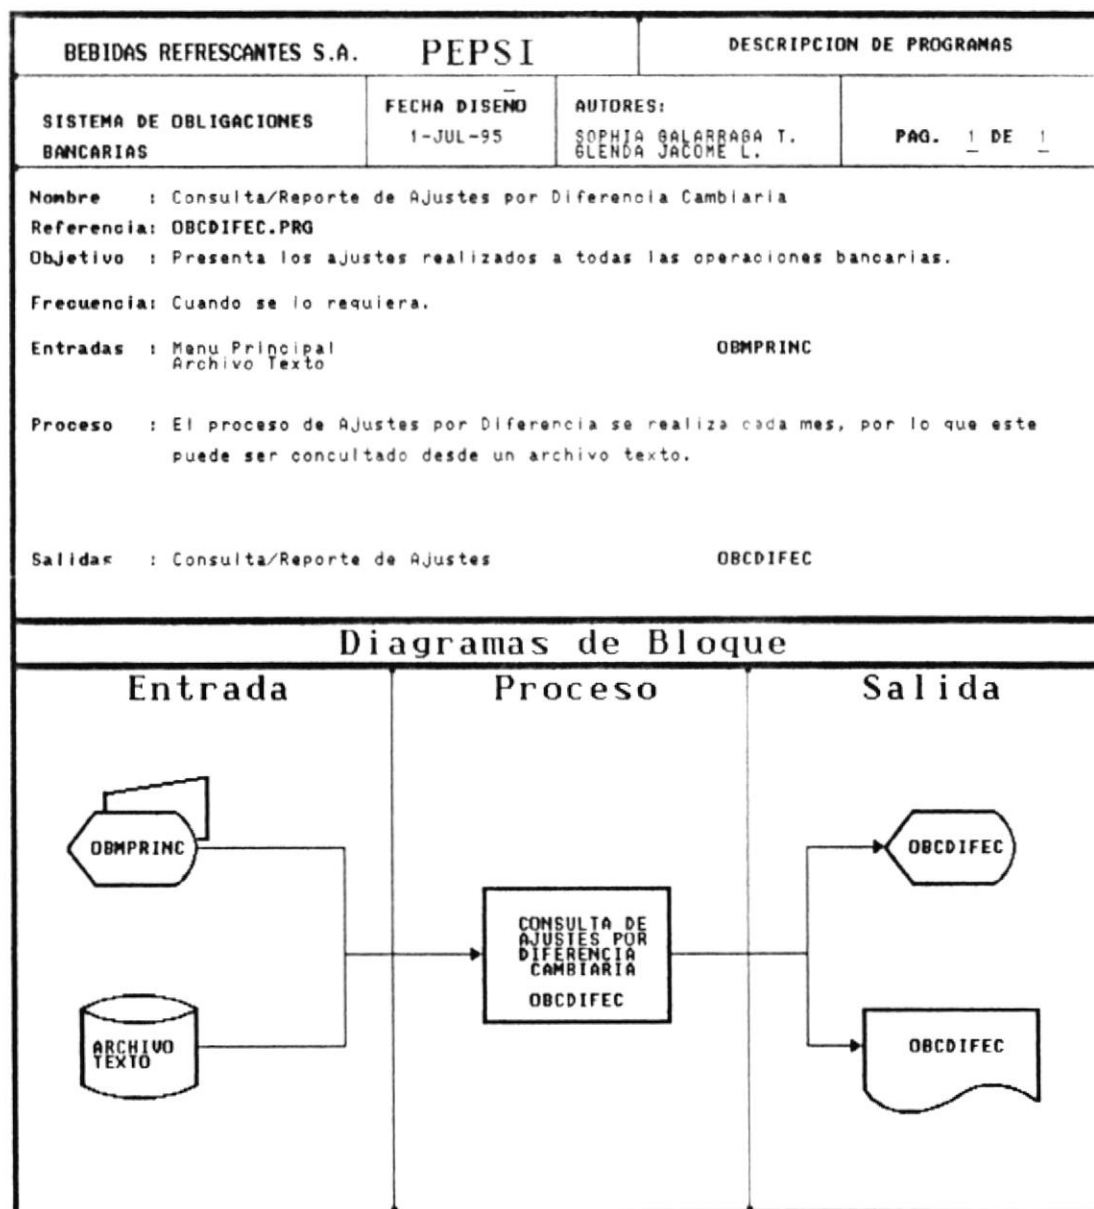 BEBIDAS REFRESCANTES S.A. PEPSI DESCRIPCION DE PROGRAMAS
SISTEMA DE OBLIGACIONES
BANCARIAS
FECHA DISEÑO
1-JUL-95
AUTORES:
SOPHIA GALARRAGA T.
GLENDA JACOME L.
PAG. 1 DE 1
Nombre : Consulta/Reporte de Ajustes por Diferencia Cambiaria
Referencia: OBCDIFEC.PRG
Objetivo : Presenta los ajustes realizados a todas las operaciones bancarias.
Frecuencia: Cuando se lo requiera.
Entradas : Menu Principal OBMPRINC
Archivo Texto
Proceso : El proceso de Ajustes por Diferencia se realiza cada mes, por lo que este
puede ser concultado desde un archivo texto.
Salidas : Consulta/Reporte de Ajustes OBCDIFEC
Diagramas de Bloque
Entrada Proceso Salida
OBMPRINC
ARCHIVO
TEXTO
CONSULTA DE
AJUSTES POR
DIFERENCIA
CAMBIARIA
OBCDIFEC
OBCDIFEC
OBCDIFEC